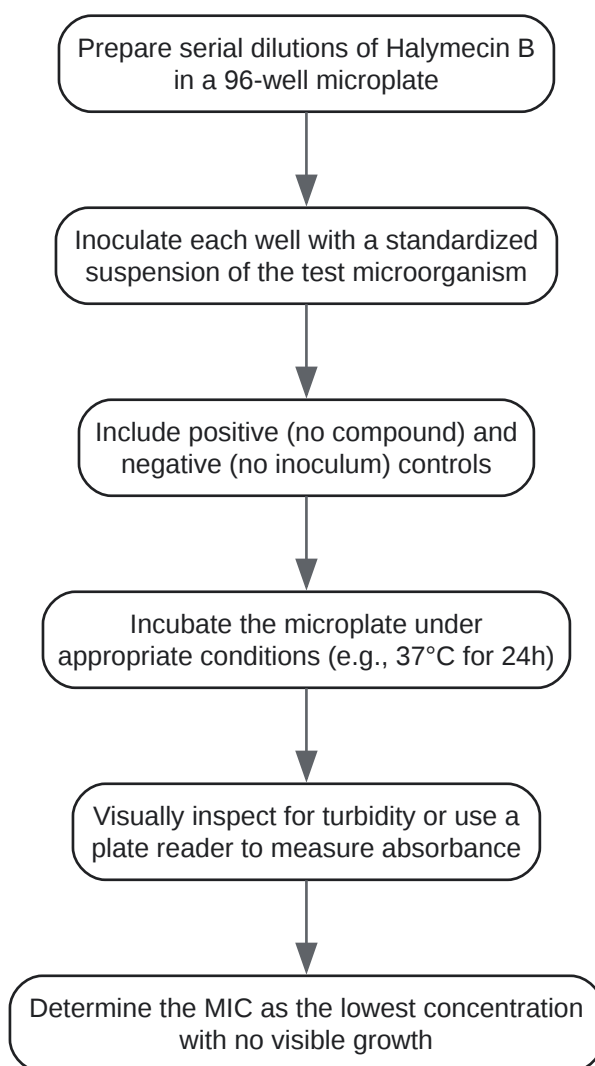 Prepare serial dilutions of Halymecin B
in a 96-well microplate
Inoculate each well with a standardized
suspension of the test microorganism
Include positive (no compound) and
negative (no inoculum) controls
Incubate the microplate under
appropriate conditions (e.g., 37°C for 24h)
Visually inspect for turbidity or use a
plate reader to measure absorbance
Determine the MIC as the lowest concentration
with no visible growth